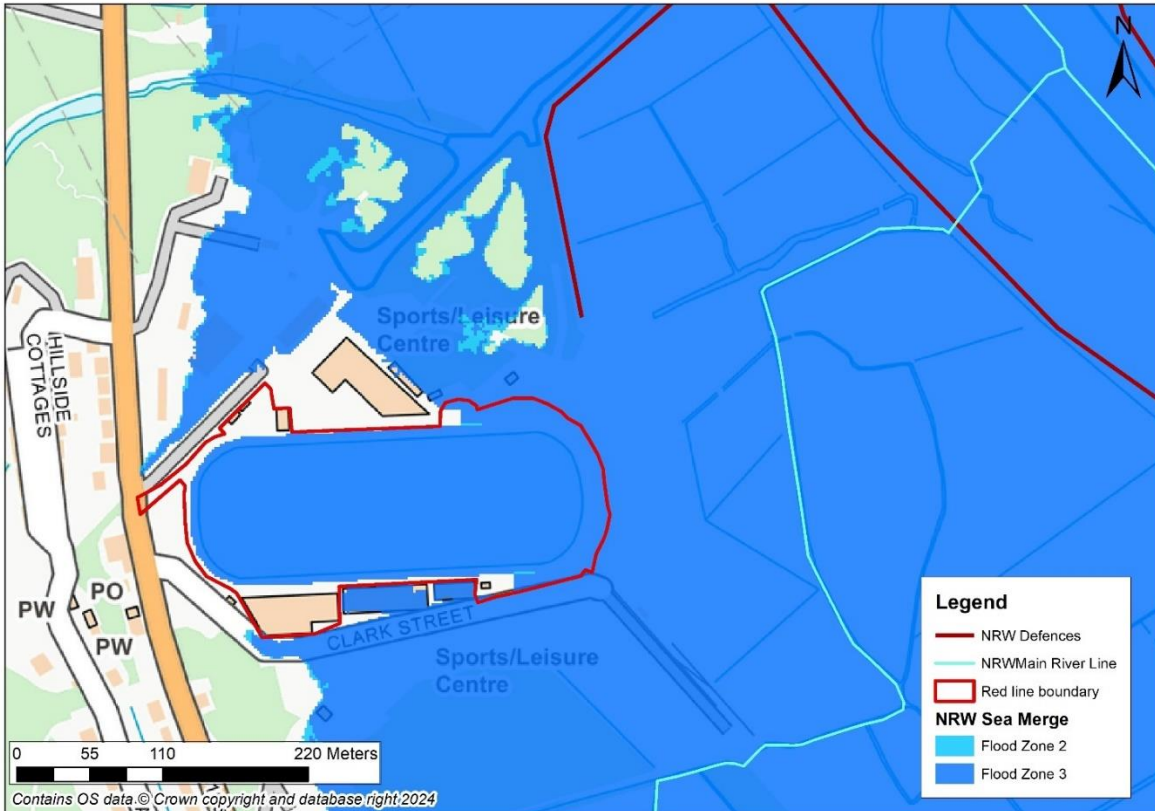 N
Sports/Leisure
Centre
HILLSIDE
COTTAGES
PO
PW
PW
CLARK STREET
Sports/Leisure
Centre
Legend
NRW Defences
NRWMain River Line
Red line boundary
NRW Sea Merge
Flood Zone 2
Flood Zone 3
0 55 110 220 Meters
Contains OS data © Crown copyright and database right 2024